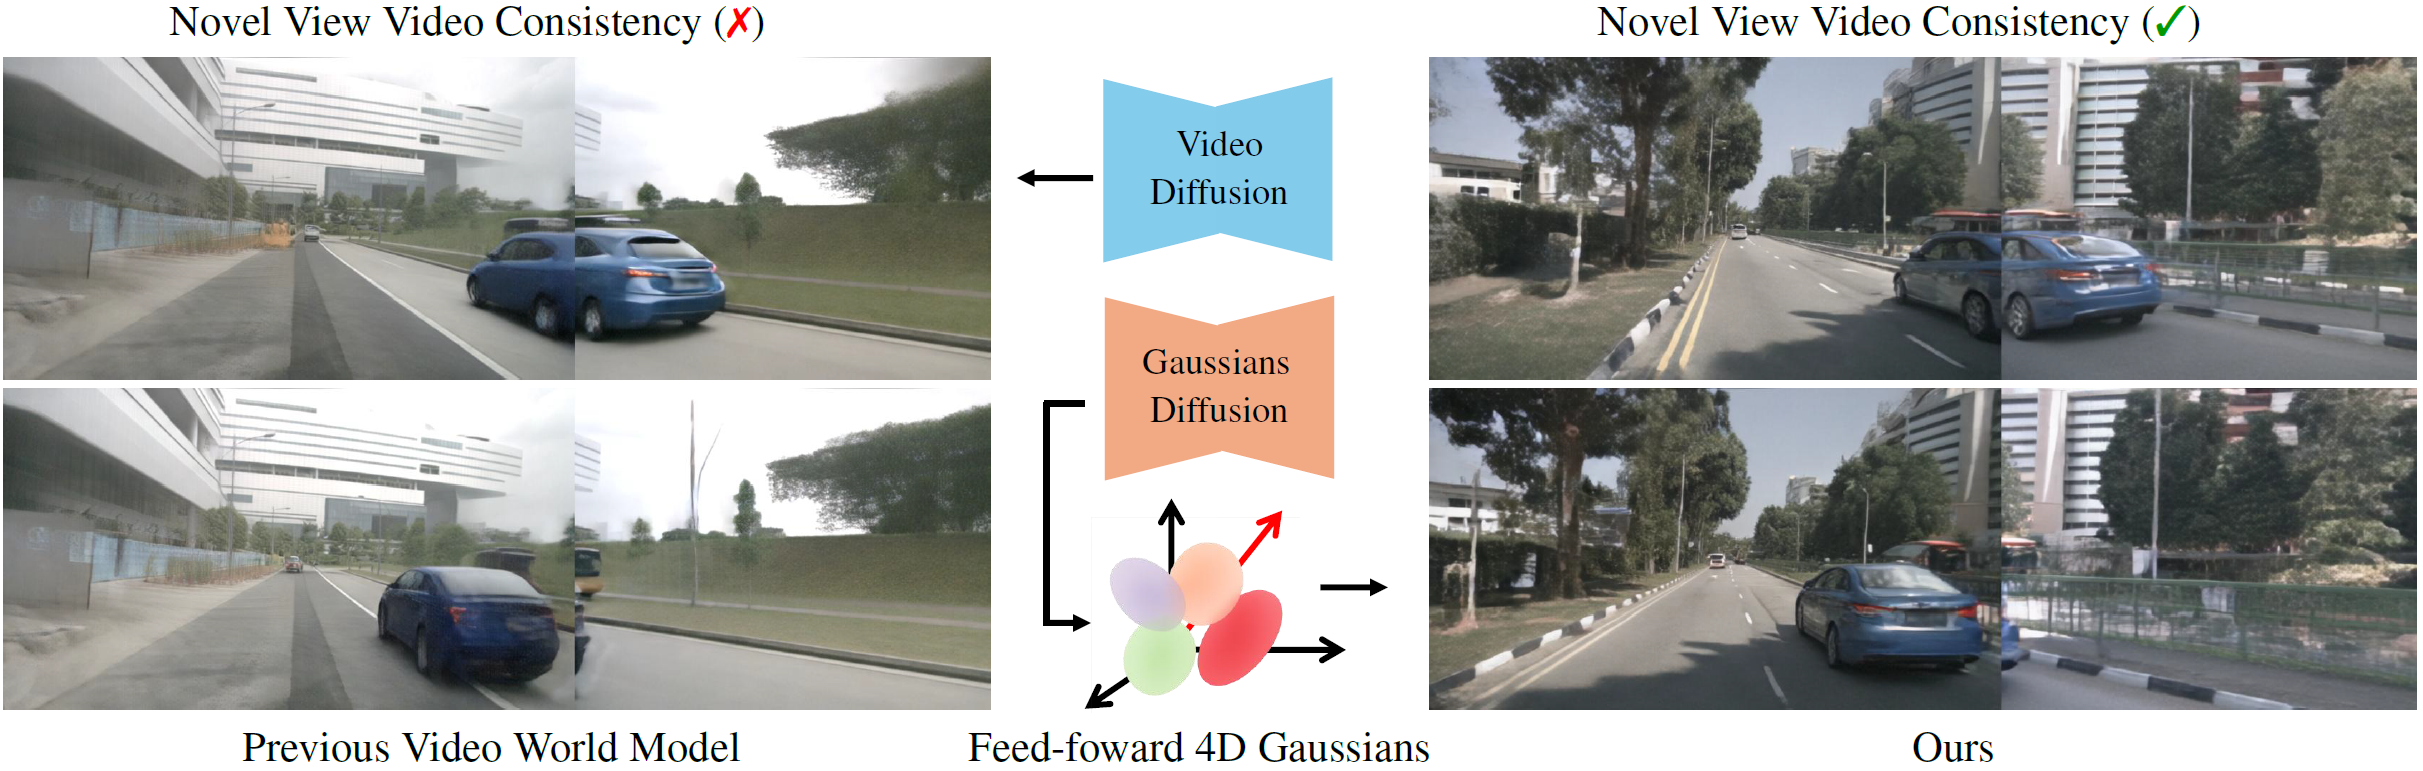 Novel View Video Consistency (✗)
Novel View Video Consistency (✓)
Video
Diffusion
Gaussians
Diffusion
Previous Video World Model
Feed-foward 4D Gaussians
Ours